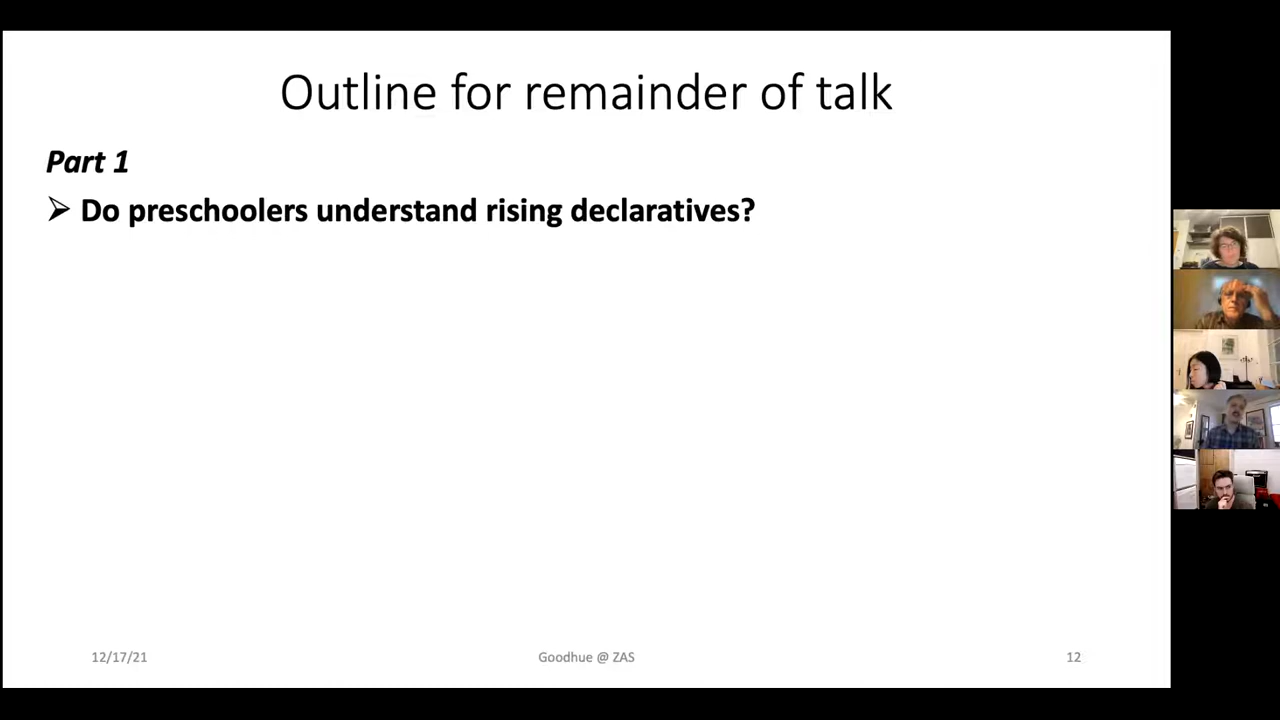 Outline for remainder of talk
Part 1
➢ Do preschoolers understand rising declaratives?
12/17/21
Goodhue @ ZAS
12